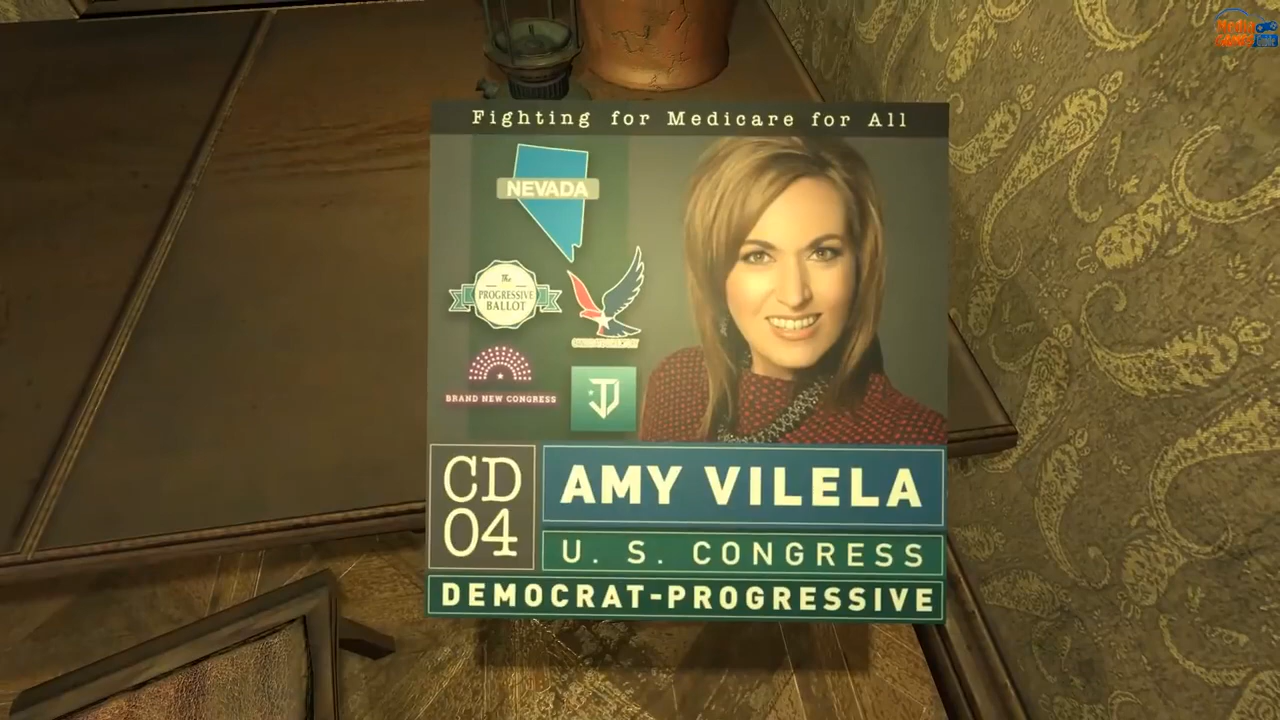 Fighting for Medicare for All
NEVADA
The
PROGRESSIVE
BALLOT
BRAND NEW CONGRESS
JD
CD
04
AMY VILELA
U. S. CONGRESS
DEMOCRAT-PROGRESSIVE